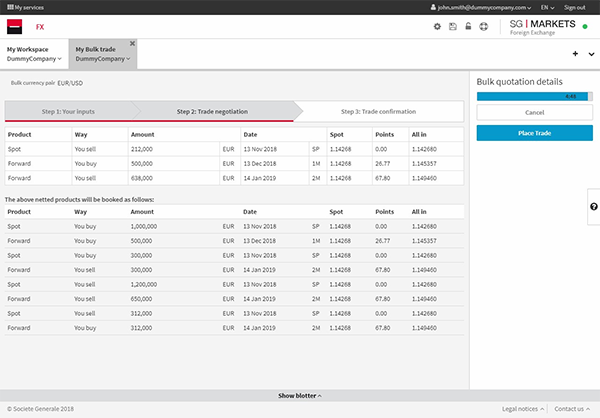 My services john.smith@dummycompany.com EN Sign out
FX SG | MARKETS
Foreign Exchange
My Workspace My Bulk trade
DummyCompany DummyCompany
Bulk currency pair EUR/USD
Bulk quotation details
4:46
Cancel
Place Trade
Step 1: Your inputs Step 2: Trade negotiation Step 3: Trade confirmation
Product Way Amount Date Spot Points All in
Spot You sell 212,000 EUR 13 Nov 2018 SP 1.14268 0.00 1.142680
Forward You buy 500,000 EUR 13 Dec 2018 1M 1.14268 26.77 1.145357
Forward You sell 638,000 EUR 14 Jan 2019 2M 1.14268 67.80 1.149460
The above netted products will be booked as follows:
Product Way Amount Date Spot Points All in
Spot You buy 1,000,000 EUR 13 Nov 2018 SP 1.14268 0.00 1.142680
Forward You buy 500,000 EUR 13 Dec 2018 1M 1.14268 26.77 1.145357
Spot You buy 300,000 EUR 13 Nov 2018 SP 1.14268 0.00 1.142680
Forward You sell 300,000 EUR 14 Jan 2019 2M 1.14268 67.80 1.149460
Spot You sell 1,200,000 EUR 13 Nov 2018 SP 1.14268 0.00 1.142680
Forward You sell 650,000 EUR 14 Jan 2019 2M 1.14268 67.80 1.149460
Spot You sell 312,000 EUR 13 Nov 2018 SP 1.14268 0.00 1.142680
Forward You buy 312,000 EUR 14 Jan 2019 2M 1.14268 67.80 1.149460
Show blotter
© Societe Generale 2018 Legal notices Contact us